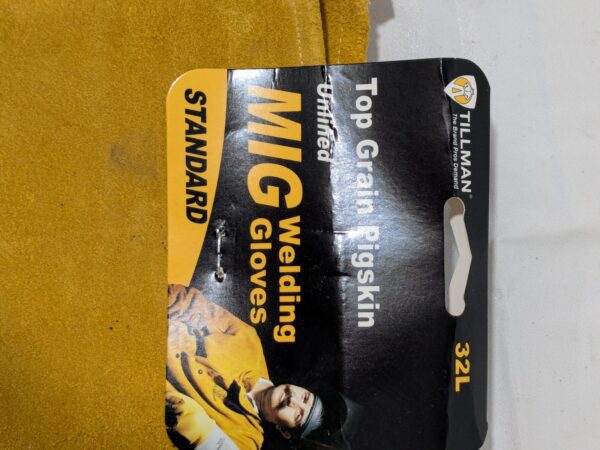 TILLMAN®
The Brand Pros Demand
32L
Top Grain Pigskin
Unlined
MIG Welding
Gloves
STANDARD